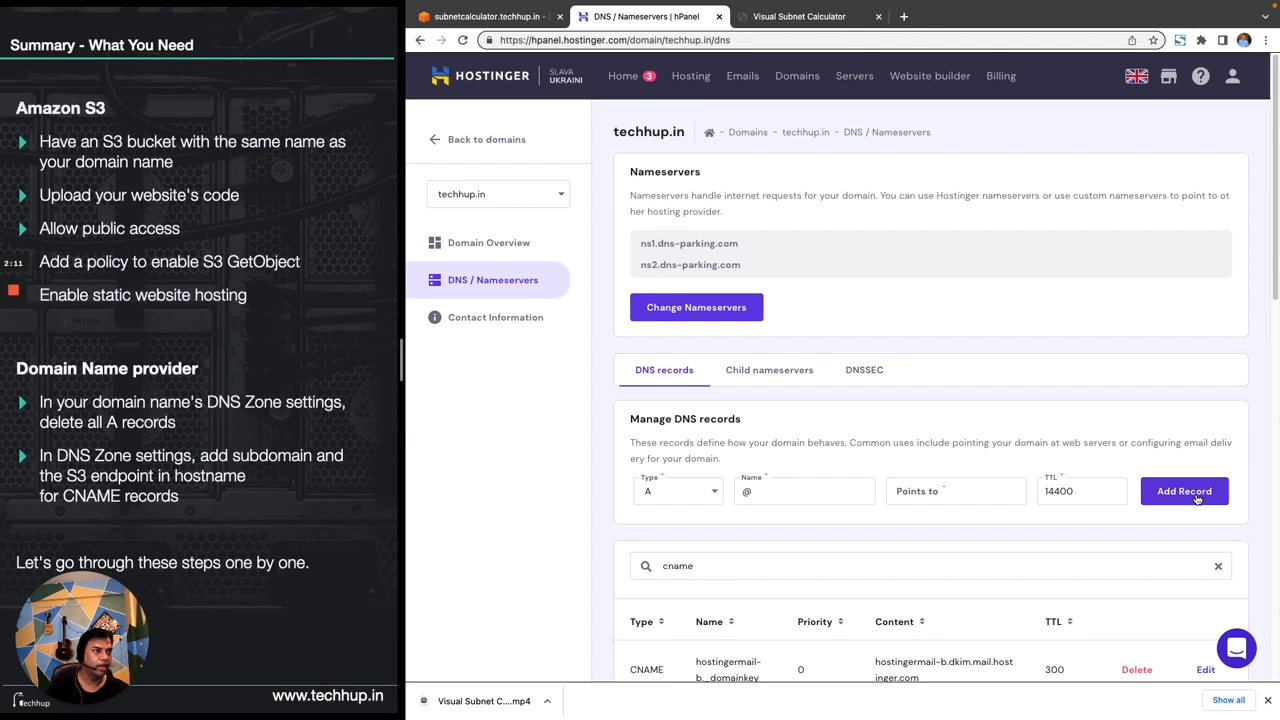 Summary - What You Need
Amazon S3
Have an S3 bucket with the same name as
your domain name
Upload your website's code
Allow public access
Add a policy to enable S3 GetObject
2:11
Enable static website hosting
Domain Name provider
In your domain name's DNS Zone settings,
delete all A records
In DNS Zone settings, add subdomain and
the S3 endpoint in hostname
for CNAME records
Let's go through these steps one by one.
Techhup
www.techhup.in
subnetcalculator.techhup.in - S
DNS / Nameservers | hPanel
Visual Subnet Calculator
https://hpanel.hostinger.com/domain/techhup.in/dns
HOSTINGER
SLAVA
UKRAINI
Home 3 Hosting Emails Domains Servers Website builder Billing
Back to domains
techhup.in
Domain Overview
DNS / Nameservers
Contact Information
techhup.in - Domains - techhup.in - DNS / Nameservers
Nameservers
Nameservers handle internet requests for your domain. You can use Hostinger nameservers or use custom nameservers to point to ot
her hosting provider.
ns1.dns-parking.com
ns2.dns-parking.com
Change Nameservers
DNS records Child nameservers DNSSEC
Manage DNS records
These records define how your domain behaves. Common uses include pointing your domain at web servers or configuring email deliv
ery for your domain.
Type * Name * TTL *
A @ Points to * 14400 Add Record
cname
Type Name Priority Content TTL
CNAME hostingermail-
b._domainkey 0 hostingermail-b.dkim.mail.host
inger.com 300 Delete Edit
Visual Subnet C....mp4
Show all